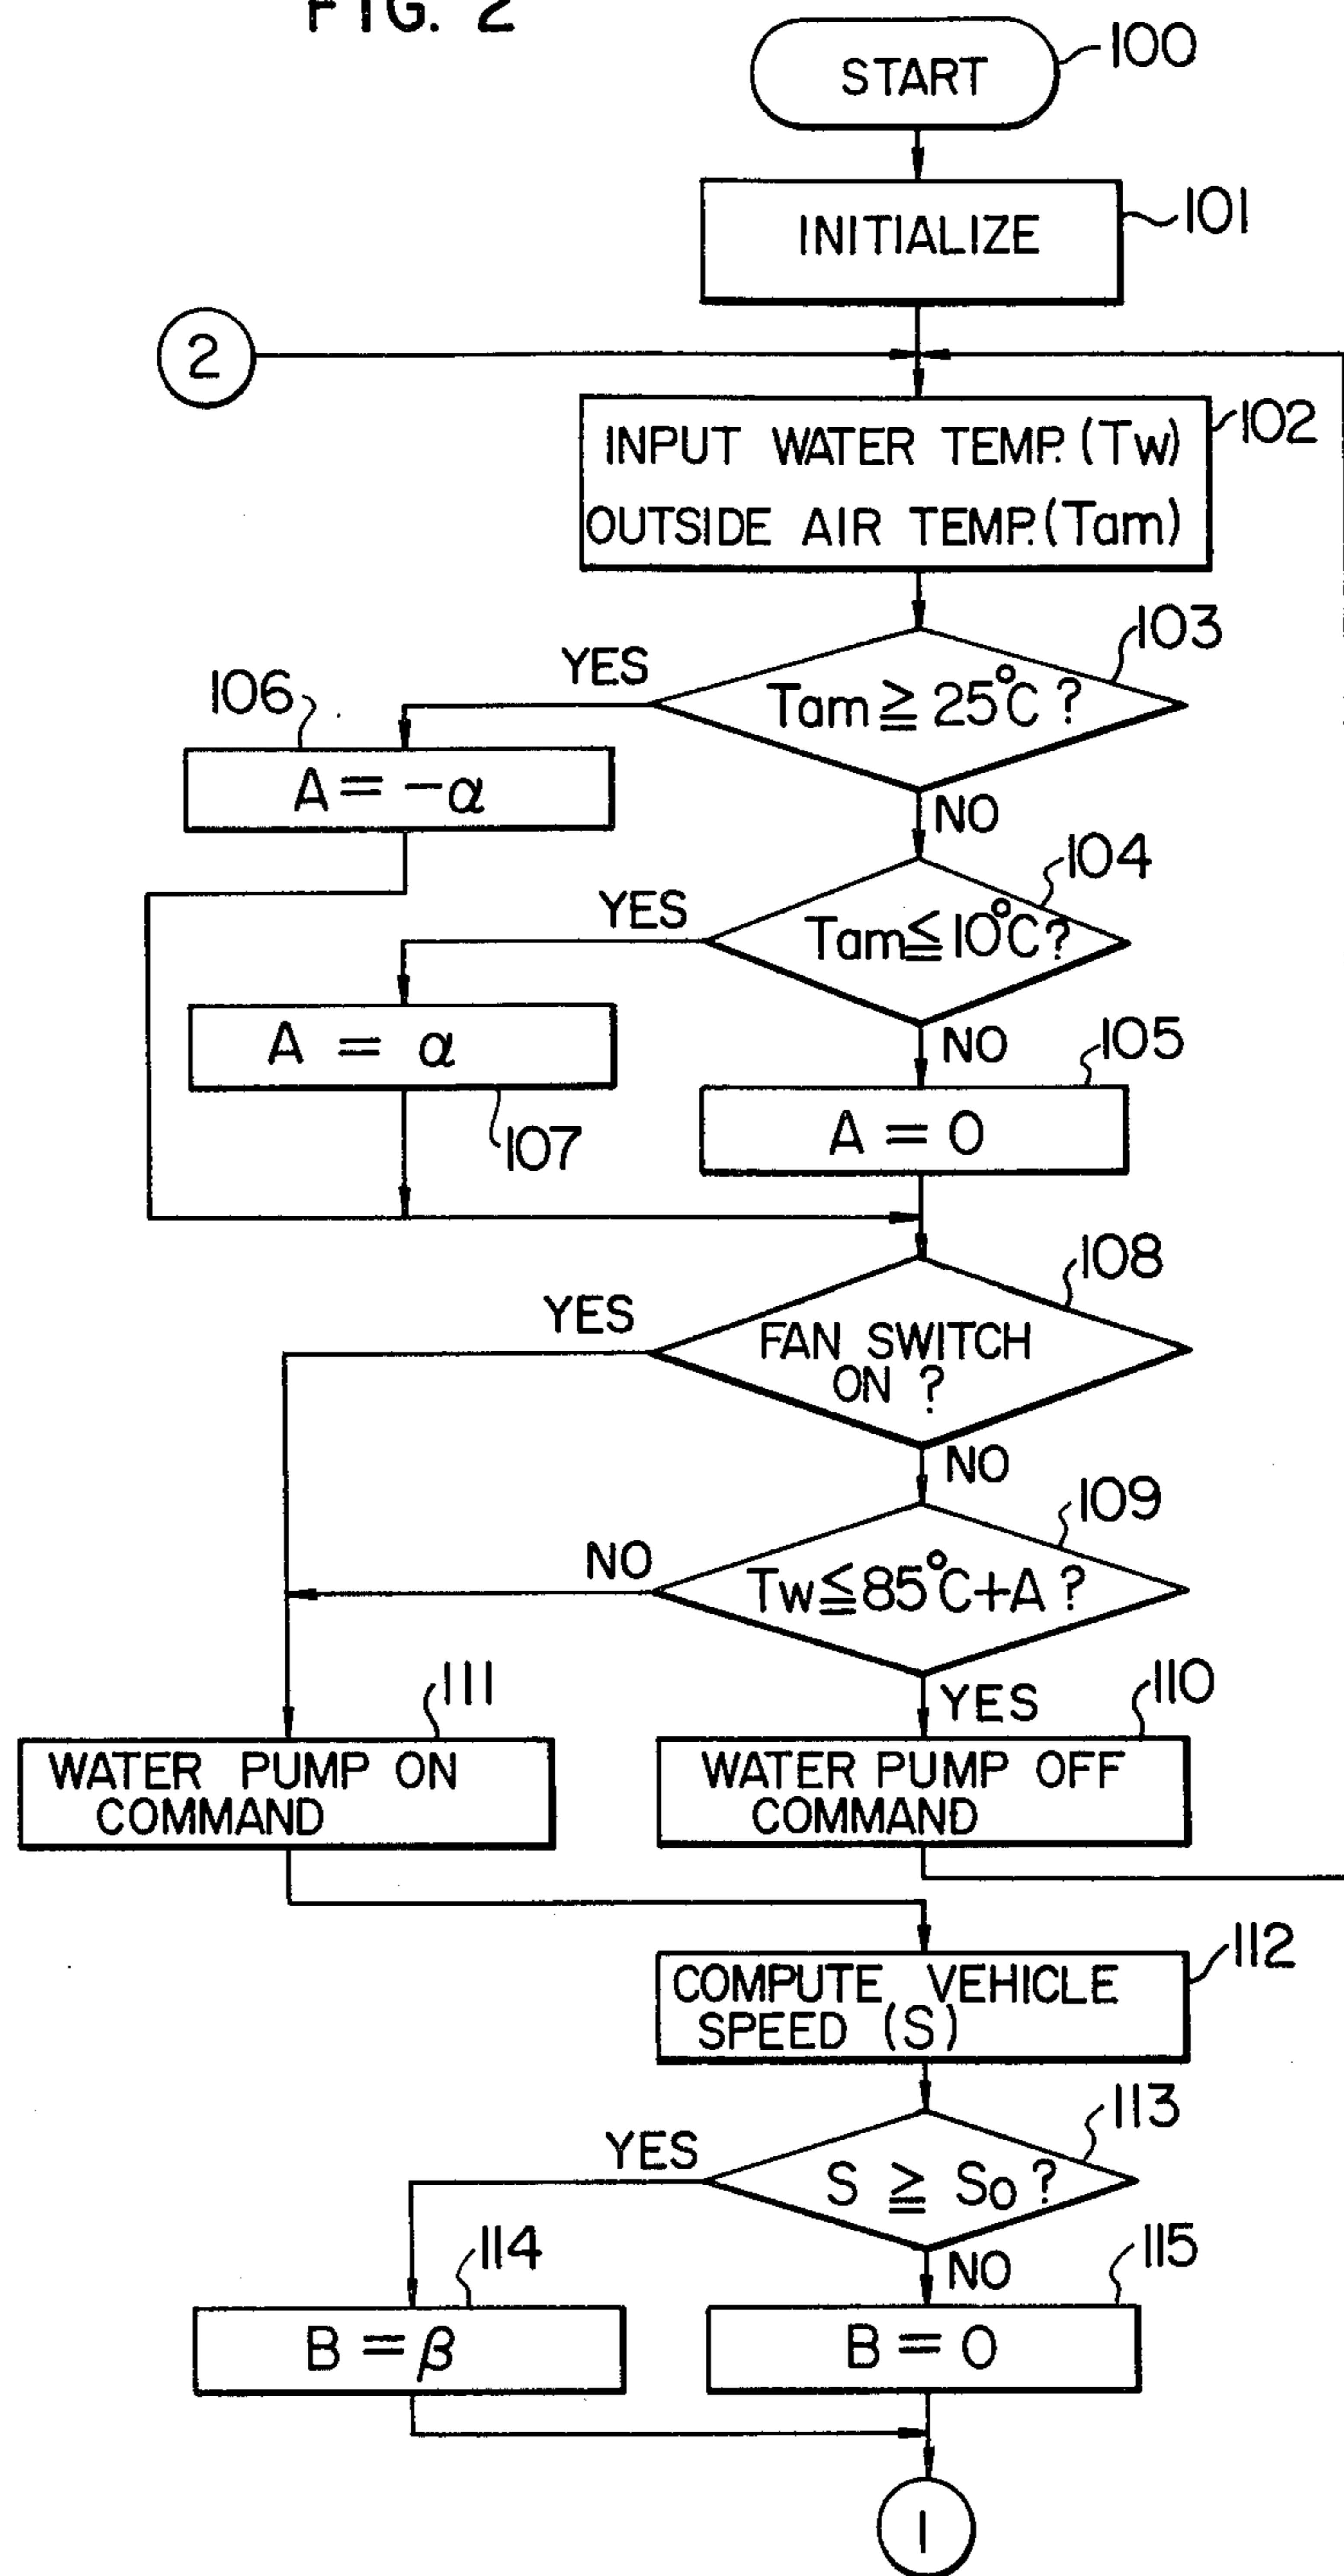 FIG. 2
START
100
INITIALIZE
101
2
INPUT WATER TEMP. (Tw)
OUTSIDE AIR TEMP. (Tam)
102
103
YES
Tam ≧ 25°C ?
106
A = -α
NO
104
YES
Tam ≦ 10°C ?
A = α
NO
105
107
A = 0
108
YES
FAN SWITCH
ON ?
NO
109
NO
Tw ≦ 85°C+A ?
111
YES
110
WATER PUMP ON
COMMAND
WATER PUMP OFF
COMMAND
112
COMPUTE VEHICLE
SPEED (S)
113
YES
S ≧ So ?
114
NO
115
B = β
B = 0
1